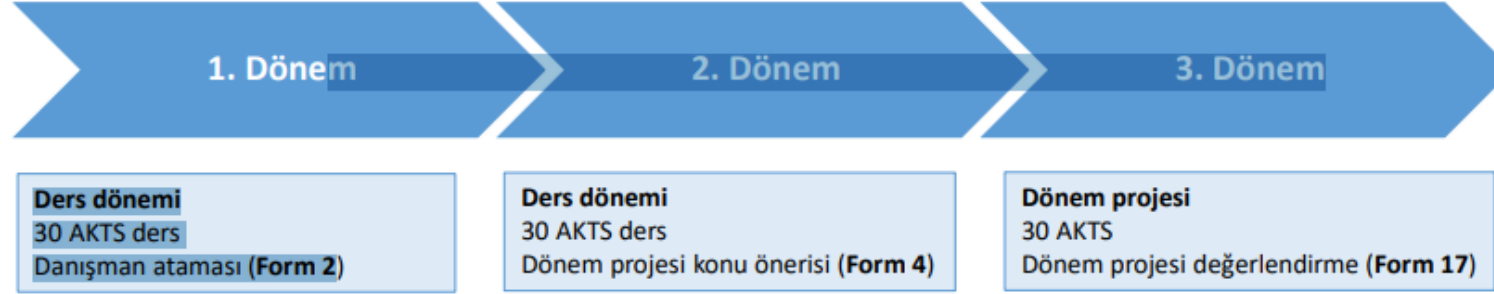 1. Dönem
2. Dönem
3. Dönem
Ders dönemi
30 AKTS ders
Danışman ataması (Form 2)
Ders dönemi
30 AKTS ders
Dönem projesi konu önerisi (Form 4)
Dönem projesi
30 AKTS
Dönem projesi değerlendirme (Form 17)